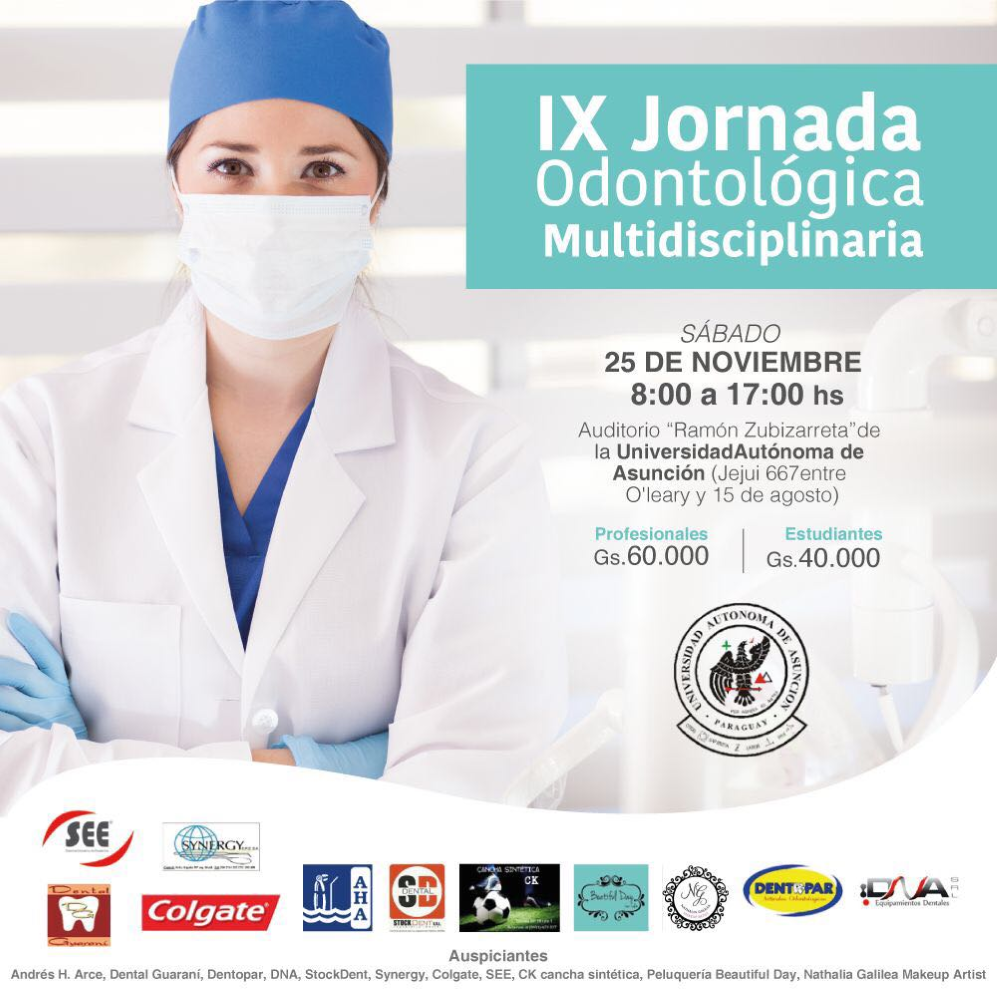 IX Jornada
Odontológica
Multidisciplinaria
SÁBADO
25 DE NOVIEMBRE
8:00 a 17:00 hs
Auditorio “Ramón Zubizarreta”de
la UniversidadAutónoma de
Asunción (Jejui 667entre
O'leary y 15 de agosto)
Profesionales
Gs.60.000
Estudiantes
Gs.40.000
UNIVERSIDAD AUTONOMA DE ASUNCION
PARAGUAY
SEE
SYNERGY
Dental
Guaraní
Colgate
AHA
SD
DENTAL
STOCKDENT
CANCHA SINTÉTICA
CK
Beautiful Day
NG
DENTOPAR
DNA
SRL
Equipamientos Dentales
Auspiciantes
Andrés H. Arce, Dental Guaraní, Dentopar, DNA, StockDent, Synergy, Colgate, SEE, CK cancha sintética, Peluquería Beautiful Day, Nathalia Galilea Makeup Artist